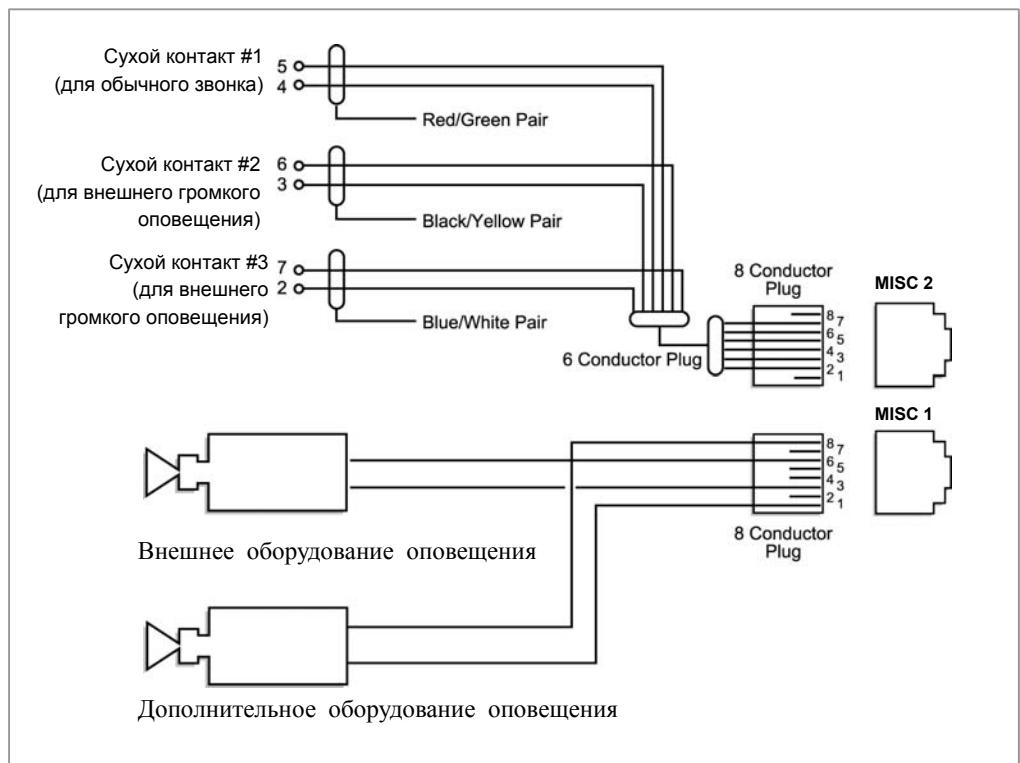 Сухой контакт #1
(для обычного звонка)
5
4
Red/Green Pair
Сухой контакт #2
(для внешнего громкого
оповещения)
6
3
Black/Yellow Pair
Сухой контакт #3
(для внешнего
громкого оповещения)
7
2
Blue/White Pair
6 Conductor Plug
8 Conductor
Plug
8
7
6
5
4
3
2
1
MISC 2
MISC 1
8
7
6
5
4
3
2
1
8 Conductor
Plug
Внешнее оборудование оповещения
Дополнительное оборудование оповещения